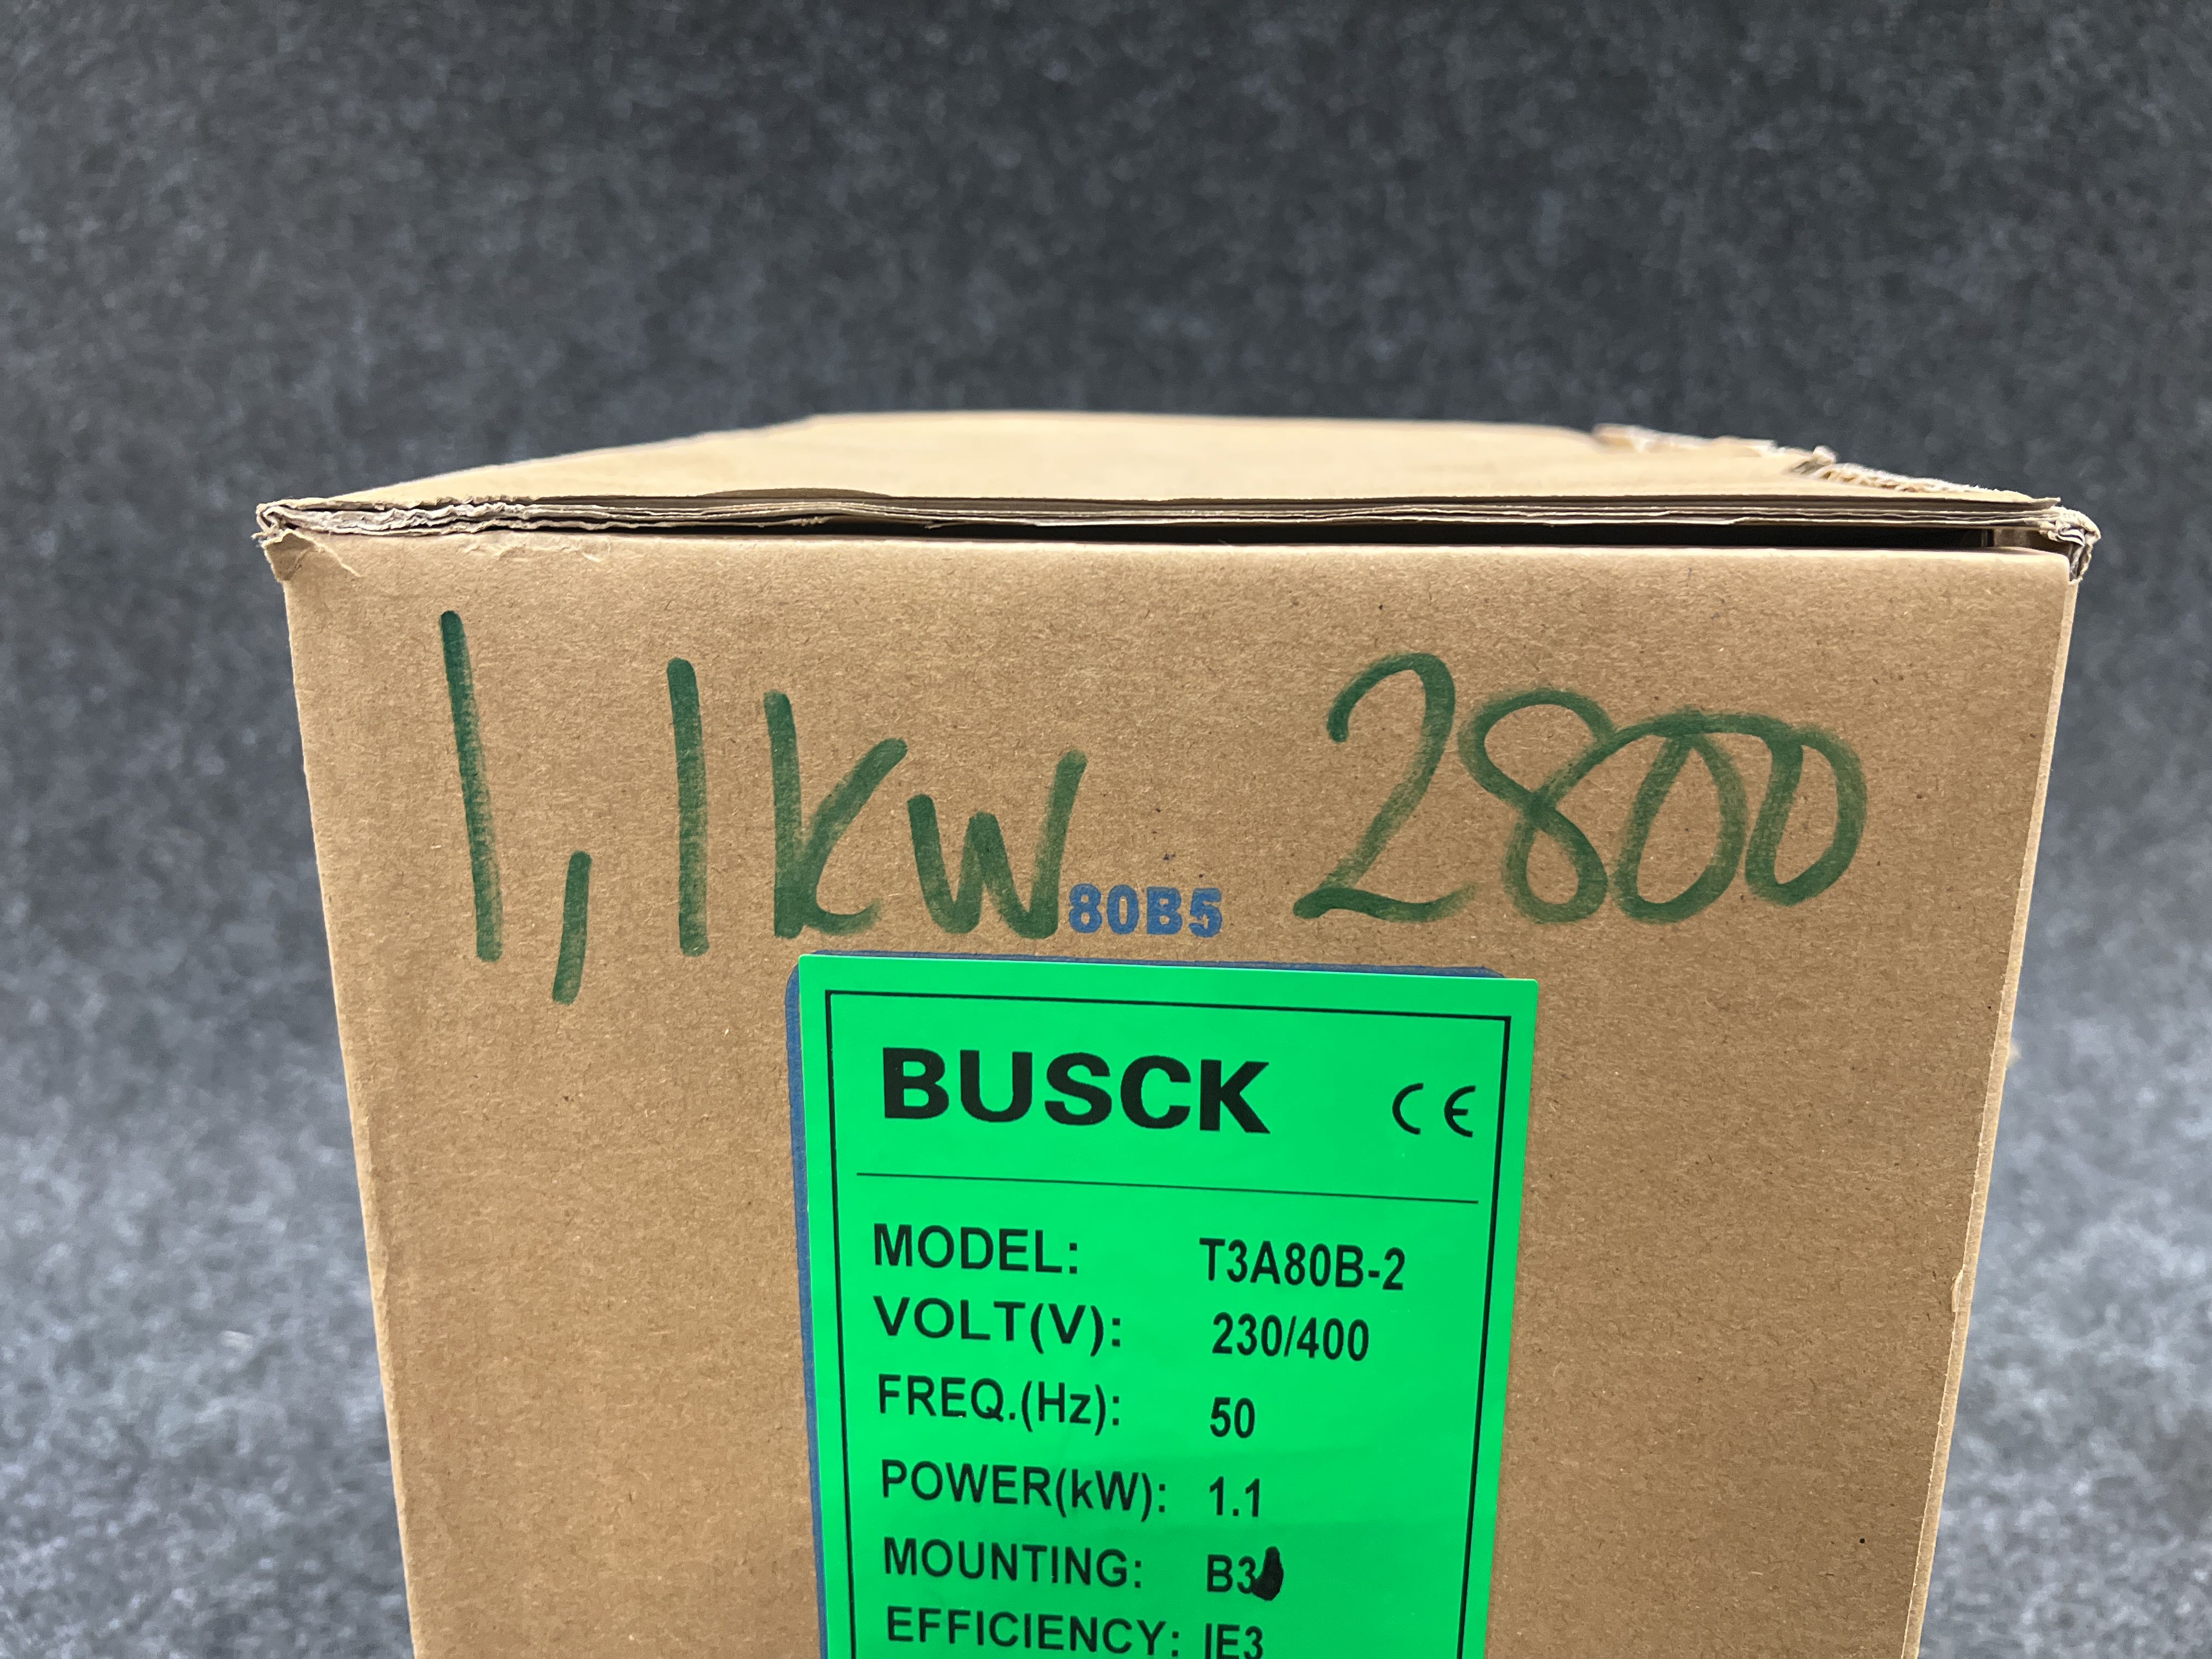 1,1kW 2800
80B5
BUSCK CE
MODEL: T3A80B-2
VOLT(V): 230/400
FREQ.(Hz): 50
POWER(kW): 1.1
MOUNTING: B3
EFFICIENCY: IE3